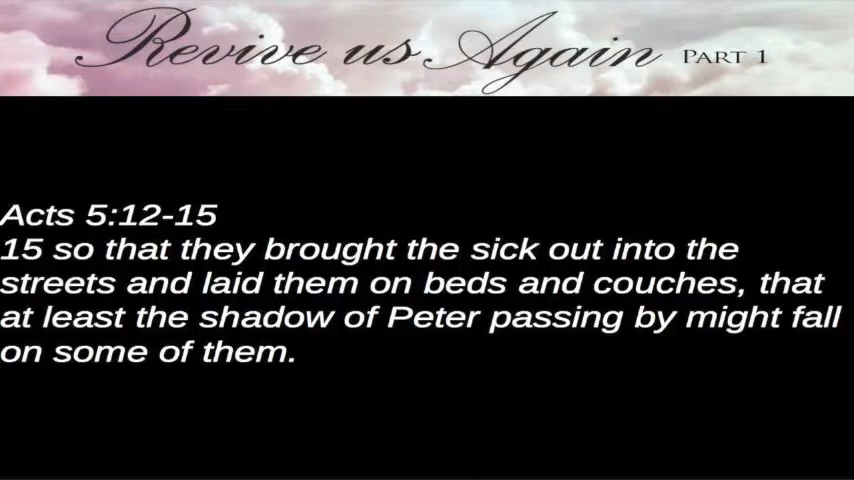 Revive us Again PART 1
Acts 5:12-15
15 so that they brought the sick out into the
streets and laid them on beds and couches, that
at least the shadow of Peter passing by might fall
on some of them.